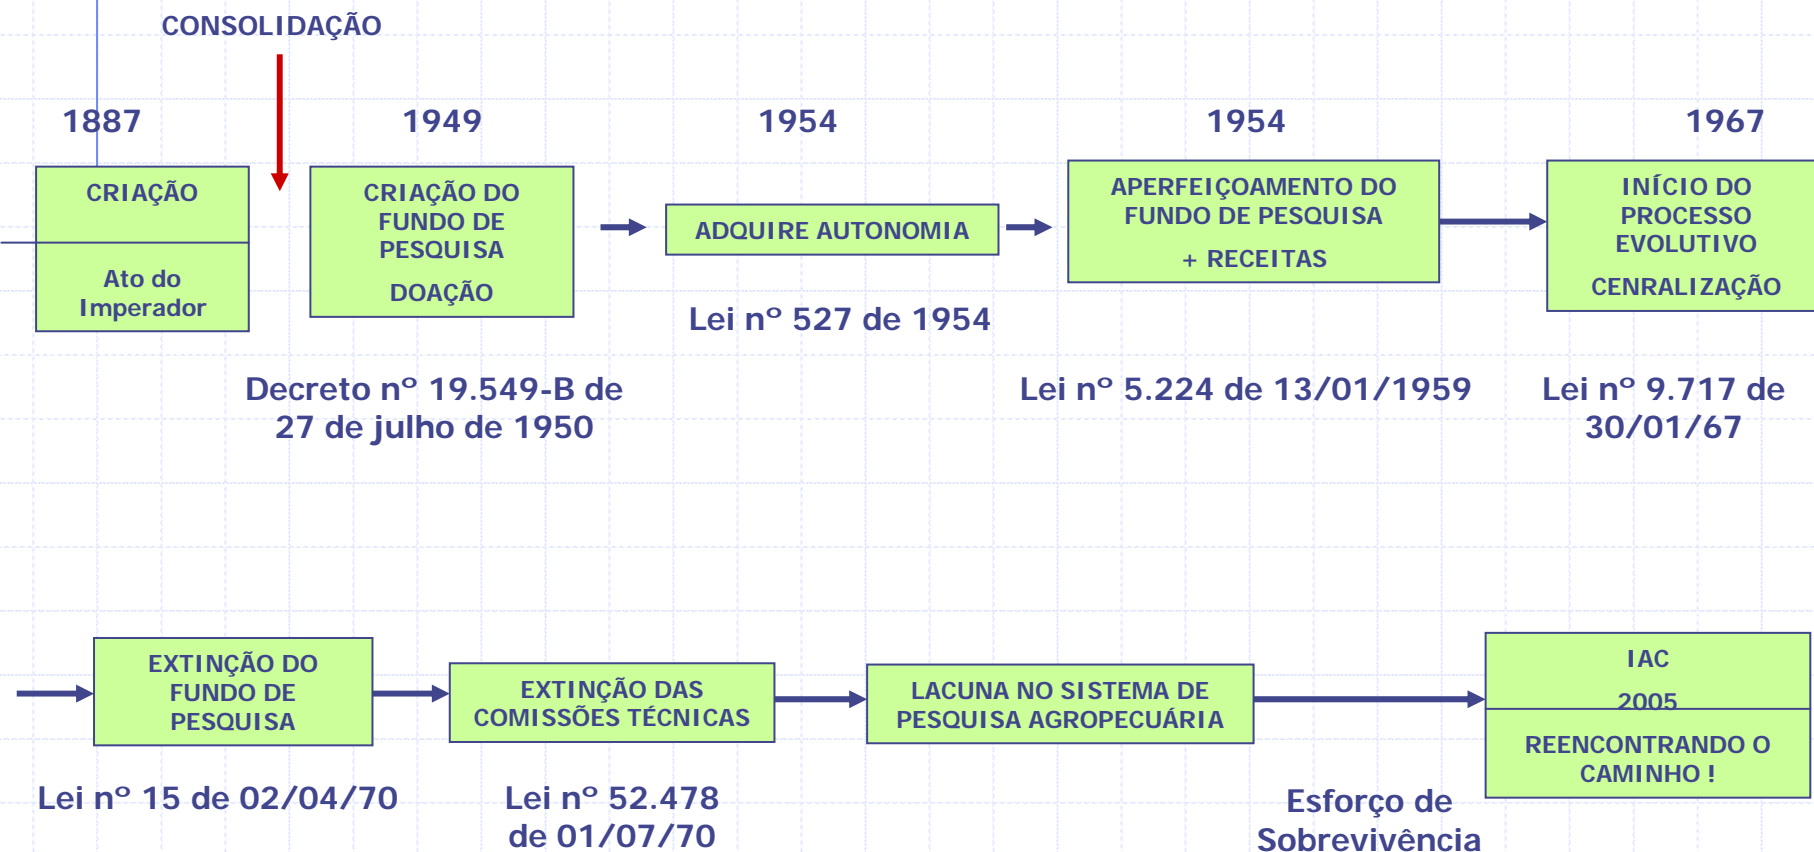 CONSOLIDAÇÃO
1887
1949
1954
1954
1967
CRIAÇÃO
Ato do
Imperador
CRIAÇÃO DO
FUNDO DE
PESQUISA
DOAÇÃO
ADQUIRE AUTONOMIA
APERFEIÇOAMENTO DO
FUNDO DE PESQUISA
+ RECEITAS
INÍCIO DO
PROCESSO
EVOLUTIVO
CENRALIZAÇÃO
Decreto nº 19.549-B de
27 de julho de 1950
Lei nº 527 de 1954
Lei nº 5.224 de 13/01/1959
Lei nº 9.717 de
30/01/67
EXTINÇÃO DO
FUNDO DE
PESQUISA
EXTINÇÃO DAS
COMISSÕES TÉCNICAS
LACUNA NO SISTEMA DE
PESQUISA AGROPECUÁRIA
IAC
2005
REENCONTRANDO O
CAMINHO !
Lei nº 15 de 02/04/70
Lei nº 52.478
de 01/07/70
Esforço de
Sobrevivência